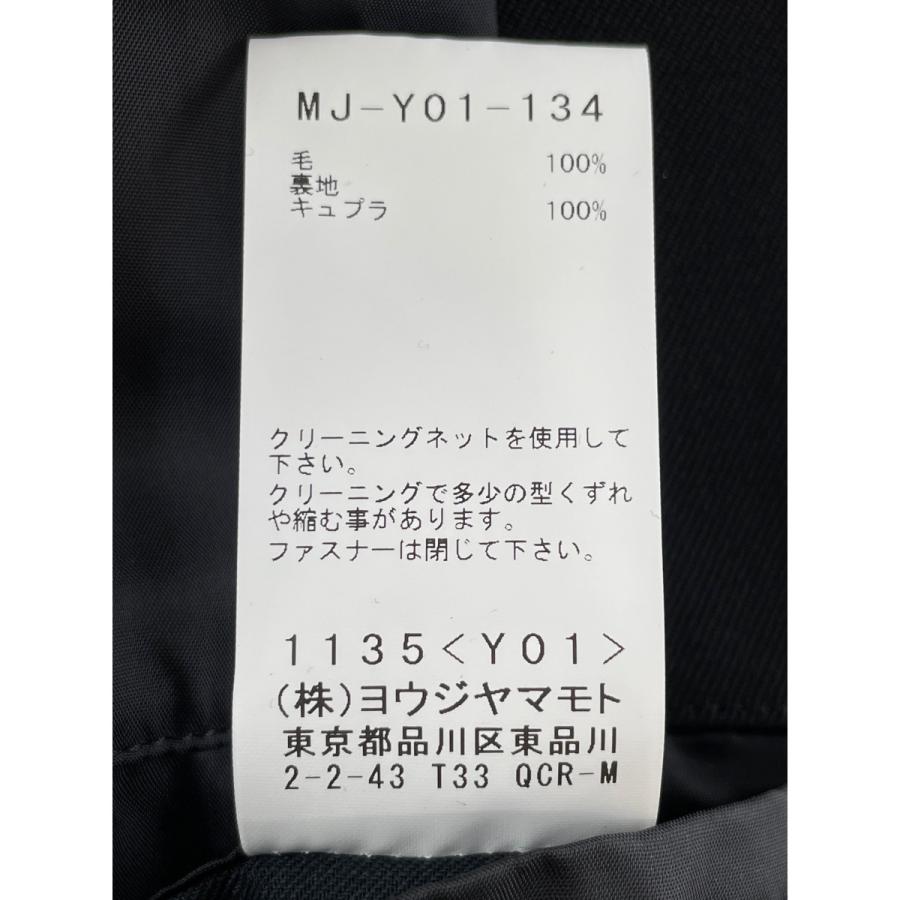 MJ-Y01-134
毛 100%
裏地
キュプラ 100%
クリーニングネットを使用して
下さい。
クリーニングで多少の型くずれ
や縮む事があります。
ファスナーは閉じて下さい。
1135<Y01>
(株)ヨウジヤマモト
東京都品川区東品川
2-2-43 T33 QCR-M